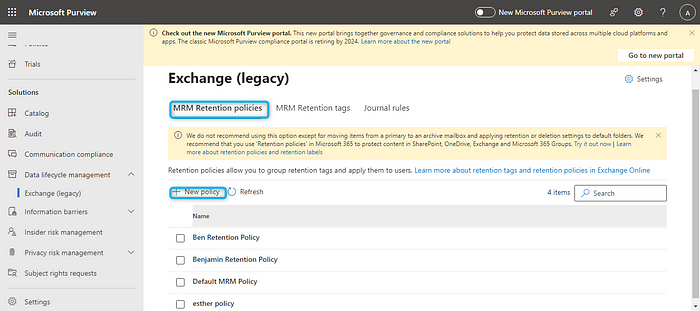 Microsoft Purview
New Microsoft Purview portal
A
Check out the new Microsoft Purview portal. This new portal brings together governance and compliance solutions to help you protect data stored across multiple cloud platforms and
apps. The classic Microsoft Purview compliance portal is retiring by 2024. Learn more about the new portal
Go to new portal
Policies
Trials
Solutions
Catalog
Audit
Communication compliance
Data lifecycle management
Exchange (legacy)
Information barriers
Insider risk management
Privacy risk management
Subject rights requests
Settings
Exchange (legacy)
Settings
MRM Retention policies
MRM Retention tags
Journal rules
We do not recommend using this option except for moving items from a primary to an archive mailbox and applying retention or deletion settings to default folders. We
recommend that you use 'Retention policies' in Microsoft 365 to protect content in SharePoint, OneDrive, Exchange and Microsoft 365 Groups. Try it out now | Learn
more about retention policies and retention labels
Retention policies allow you to group retention tags and apply them to users. Learn more about retention tags and retention policies in Exchange Online
New policy
Refresh
4 items
Search
Name
Ben Retention Policy
Benjamin Retention Policy
Default MRM Policy
esther policy